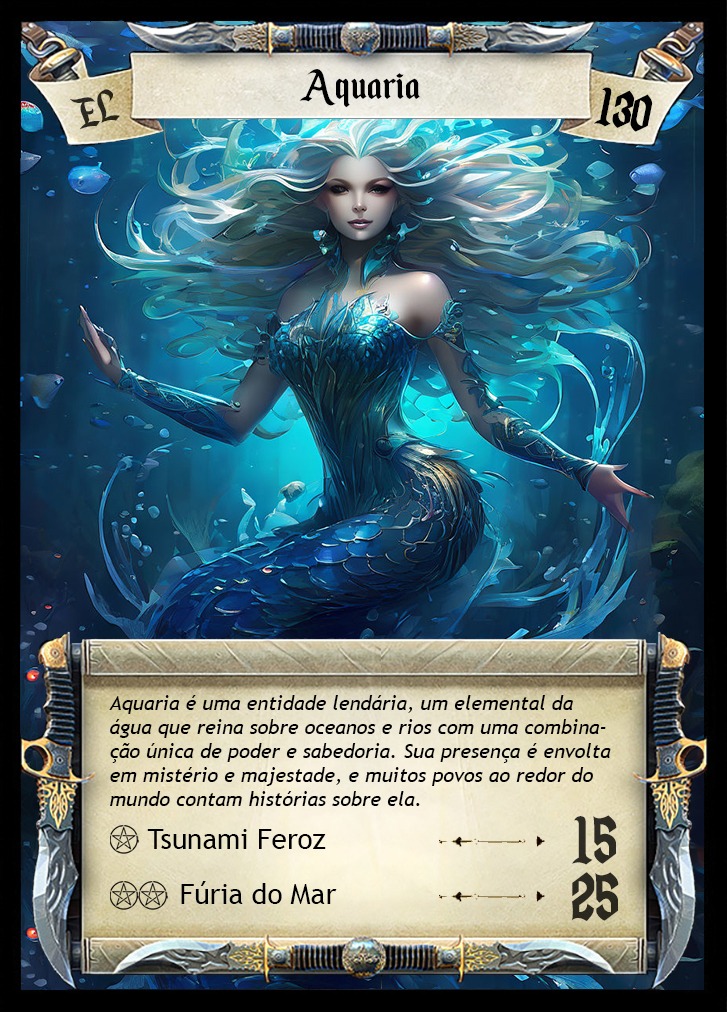 Aquaria
EL
130
Aquaria é uma entidade lendária, um elemental da
água que reina sobre oceanos e rios com uma combina-
ção única de poder e sabedoria. Sua presença é envolta
em mistério e majestade, e muitos povos ao redor do
mundo contam histórias sobre ela.
Tsunami Feroz 15
Fúria do Mar 25